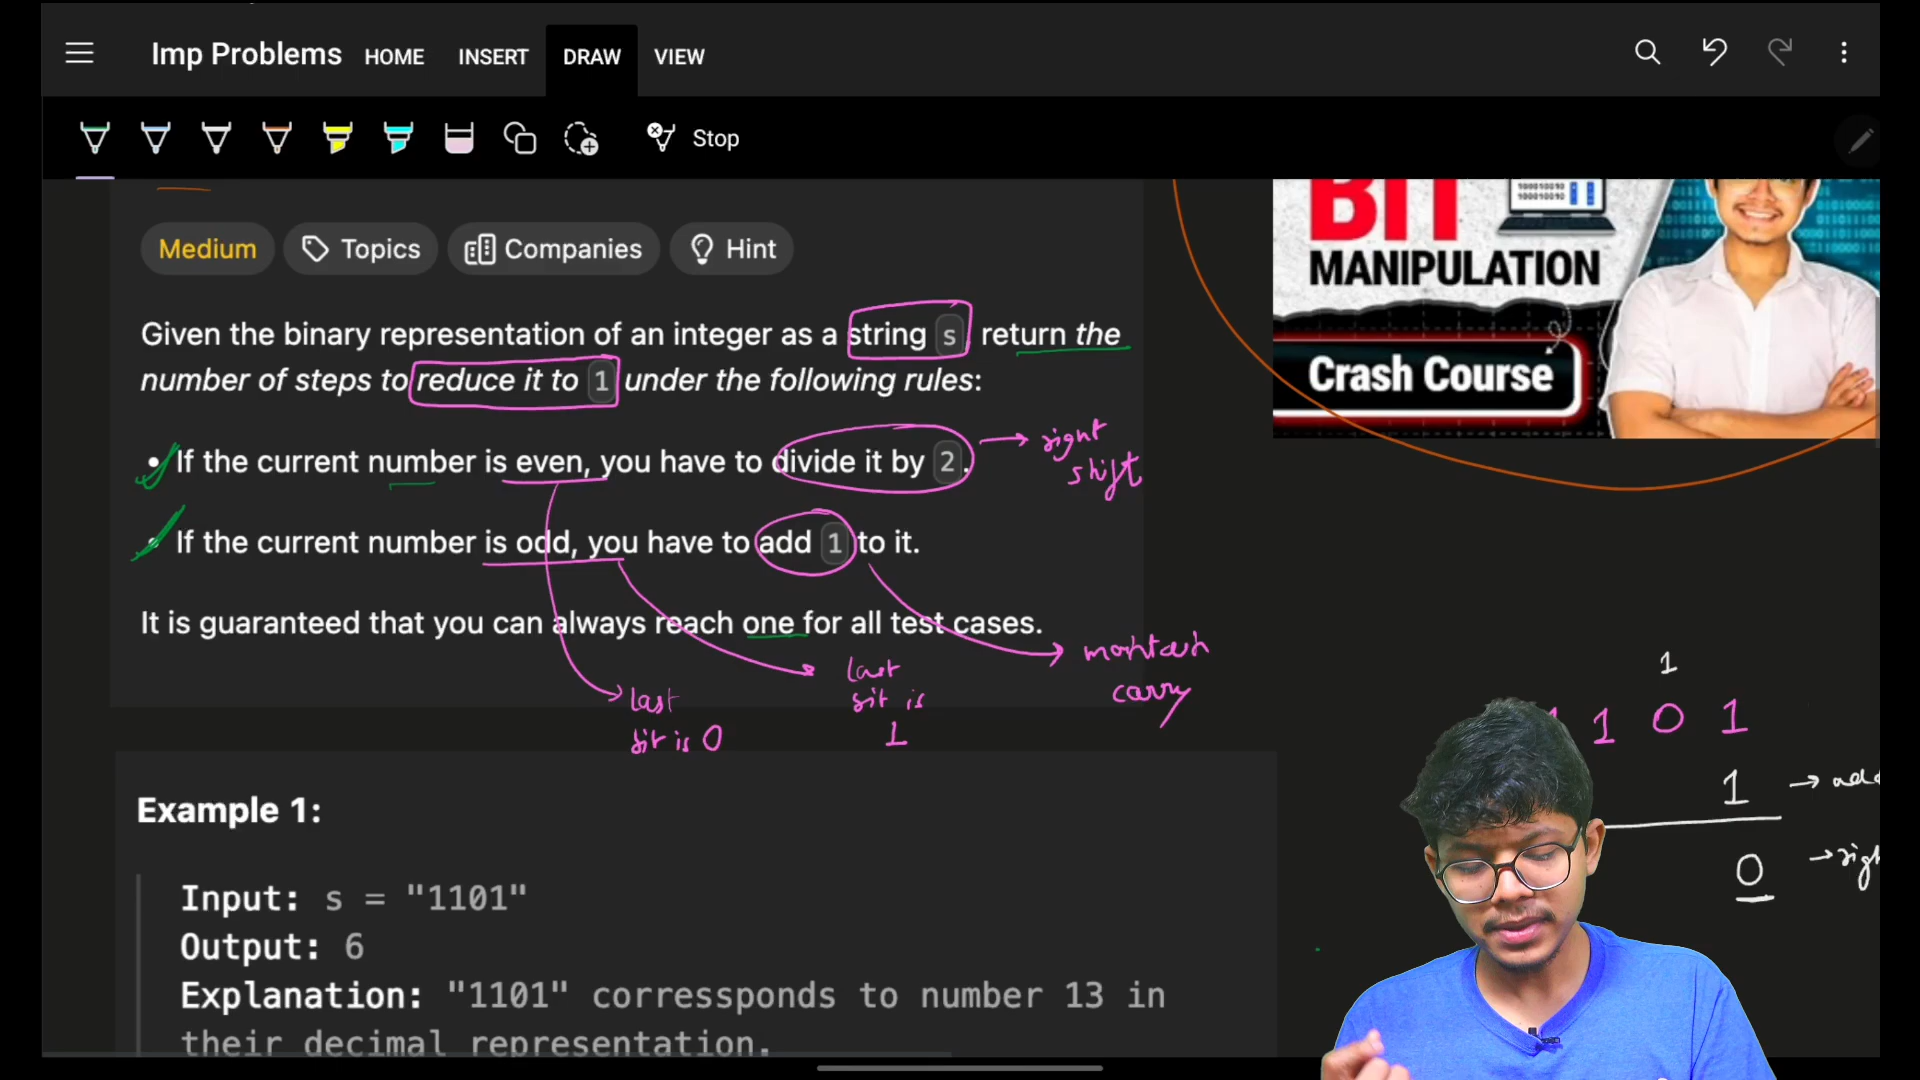 Imp Problems HOME INSERT DRAW VIEW
Stop
Medium Topics Companies Hint
Given the binary representation of an integer as a string s return the
number of steps to reduce it to 1 under the following rules:
If the current number is even, you have to divide it by 2.
right
shift
If the current number is odd, you have to add 1 to it.
It is guaranteed that you can always reach one for all test cases.
last
bit is 0
last
bit is
1
carry
Example 1:
Input: s = "1101"
Output: 6
Explanation: "1101" corressponds to number 13 in
their decimal representation.
BIT
MANIPULATION
Crash Course
1
1 0 1
1 →
0 →